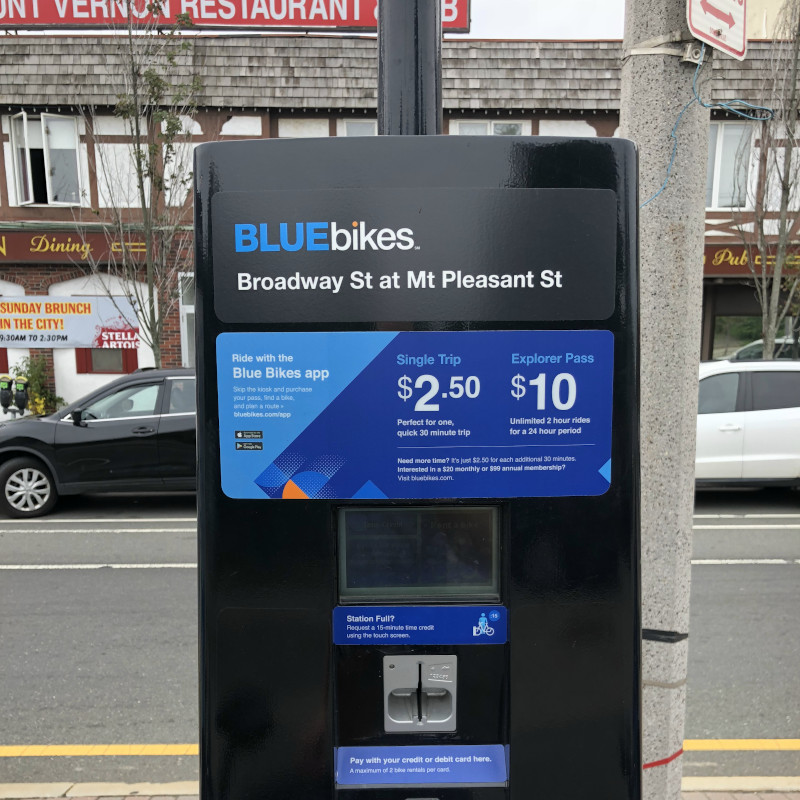 NT VERNON RESTAURANT & B
Dining
Pub
SUNDAY BRUNCH
IN THE CITY!
9:30AM TO 2:30PM
STELLA
ARTOIS
BLUEbikes
Broadway St at Mt Pleasant St
Ride with the
Blue Bikes app
Skip the kiosk and purchase
your pass, find a bike,
and plan a route •
bluebikes.com/app
App Store
Google Play
Single Trip
$2.50
Perfect for one,
quick 30 minute trip
Explorer Pass
$10
Unlimited 2 hour rides
for a 24 hour period
Need more time? It's just $2.50 for each additional 30 minutes.
Interested in a $20 monthly or $99 annual membership?
Visit bluebikes.com.
Station Full?
Request a 15-minute time credit
using the touch screen.
+15
Pay with your credit or debit card here.
A maximum of 2 bike rentals per card.